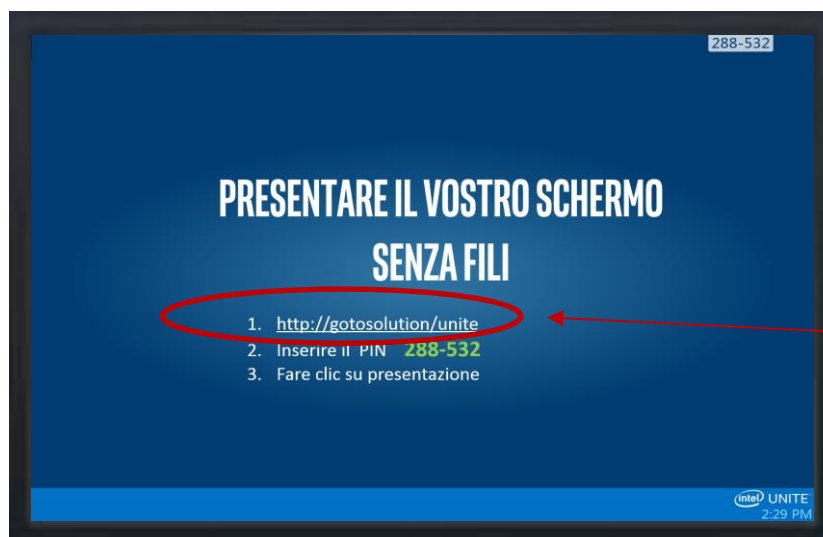 288-532
PRESENTARE IL VOSTRO SCHERMO
SENZA FILI
1. http://gotosolution/unite
2. Inserire il PIN 288-532
3. Fare clic su presentazione
intel UNITE
2:29 PM